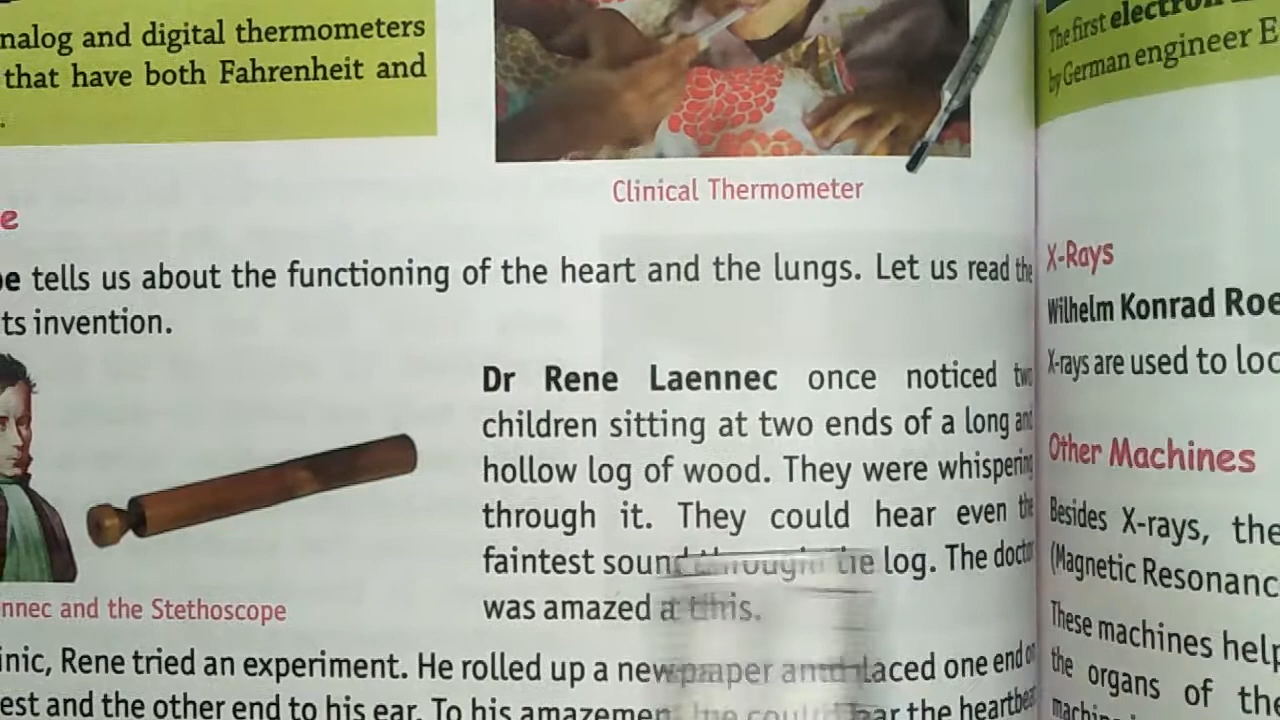 nalog and digital thermometers
that have both Fahrenheit and
.
Clinical Thermometer
e
be tells us about the functioning of the heart and the lungs. Let us read the
ts invention.
Dr Rene Laennec once noticed two
children sitting at two ends of a long and
hollow log of wood. They were whispering
through it. They could hear even the
faintest sound through the log. The doctor
was amazed at this.
nnec and the Stethoscope
inic, Rene tried an experiment. He rolled up a newspaper and placed one end on
est and the other end to his ear. To his amazement, he could hear the heartbea
The first electron
by German engineer E
X-Rays
Wilhelm Konrad Roe
X-rays are used to loc
Other Machines
Besides X-rays, the
(Magnetic Resonanc
These machines help
the organs of the
machin